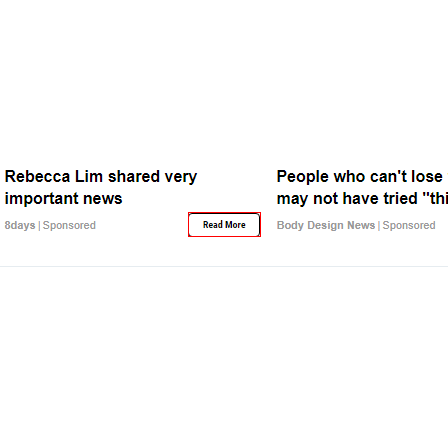 Rebecca Lim shared very
important news
8days | Sponsored
Read More
People who can't lose
may not have tried "thi
Body Design News | Sponsored